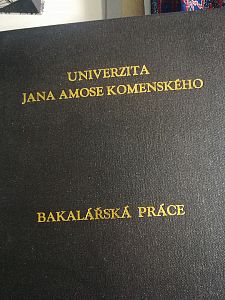 UNIVERZITA
JANA AMOSE KOMENSKÉHO
BAKALÁŘSKÁ PRÁCE